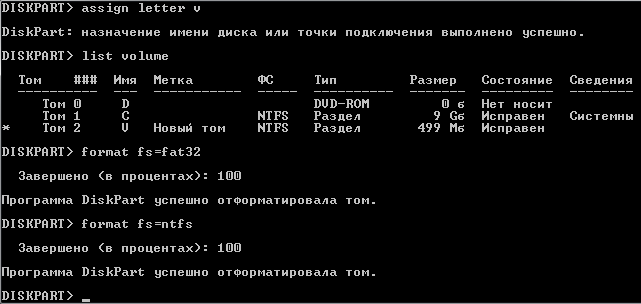 DISKPART> assign letter v
DiskPart: назначение имени диска или точки подключения выполнено успешно.
DISKPART> list volume
Том ### Имя Метка ФС Тип Размер Состояние Сведения
---------- --- ----------- ----- ---------- ------- --------- --------
Том 0 D DVD-ROM 0 б Нет носит
Том 1 C NTFS Раздел 9 Gб Исправен Системны
* Том 2 V Новый том NTFS Раздел 499 Mб Исправен
DISKPART> format fs=fat32
Завершено (в процентах): 100
Программа DiskPart успешно отформатировала том.
DISKPART> format fs=ntfs
Завершено (в процентах): 100
Программа DiskPart успешно отформатировала том.
DISKPART> _